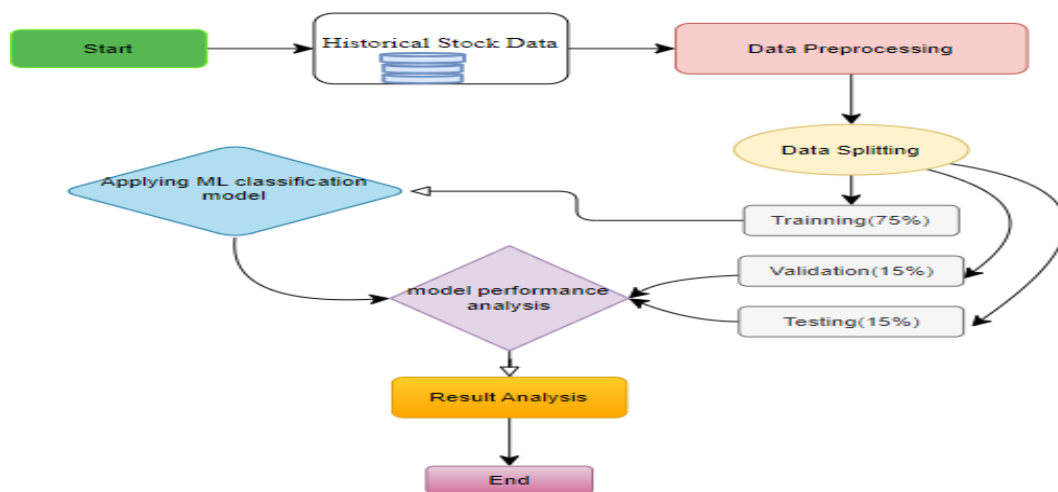 Start
Historical Stock Data
Data Preprocessing
Data Splitting
Applying ML classification
model
Trainning(75%)
Validation(15%)
model performance
analysis
Testing(15%)
Result Analysis
End